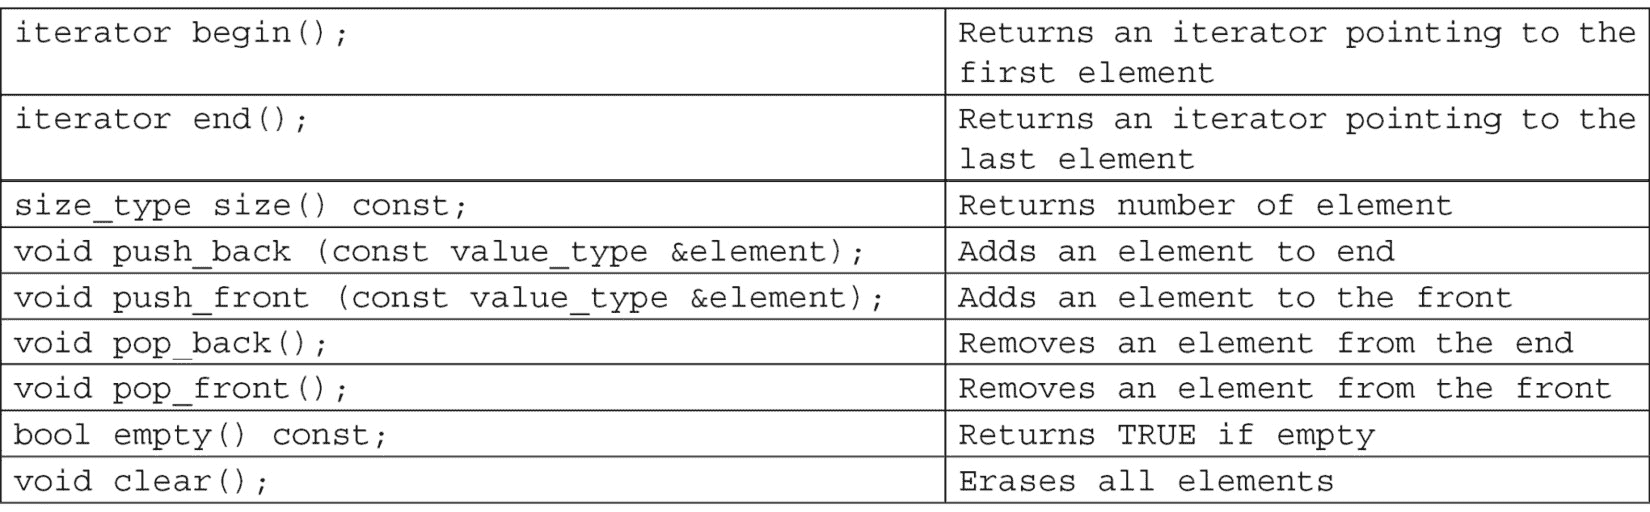 iterator begin();
Returns an iterator pointing to the
first element
iterator end();
Returns an iterator pointing to the
last element
size_type size() const;
Returns number of element
void push_back (const value_type &element);
Adds an element to end
void push_front (const value_type &element);
Adds an element to the front
void pop_back();
Removes an element from the end
void pop_front();
Removes an element from the front
bool empty() const;
Returns TRUE if empty
void clear();
Erases all elements